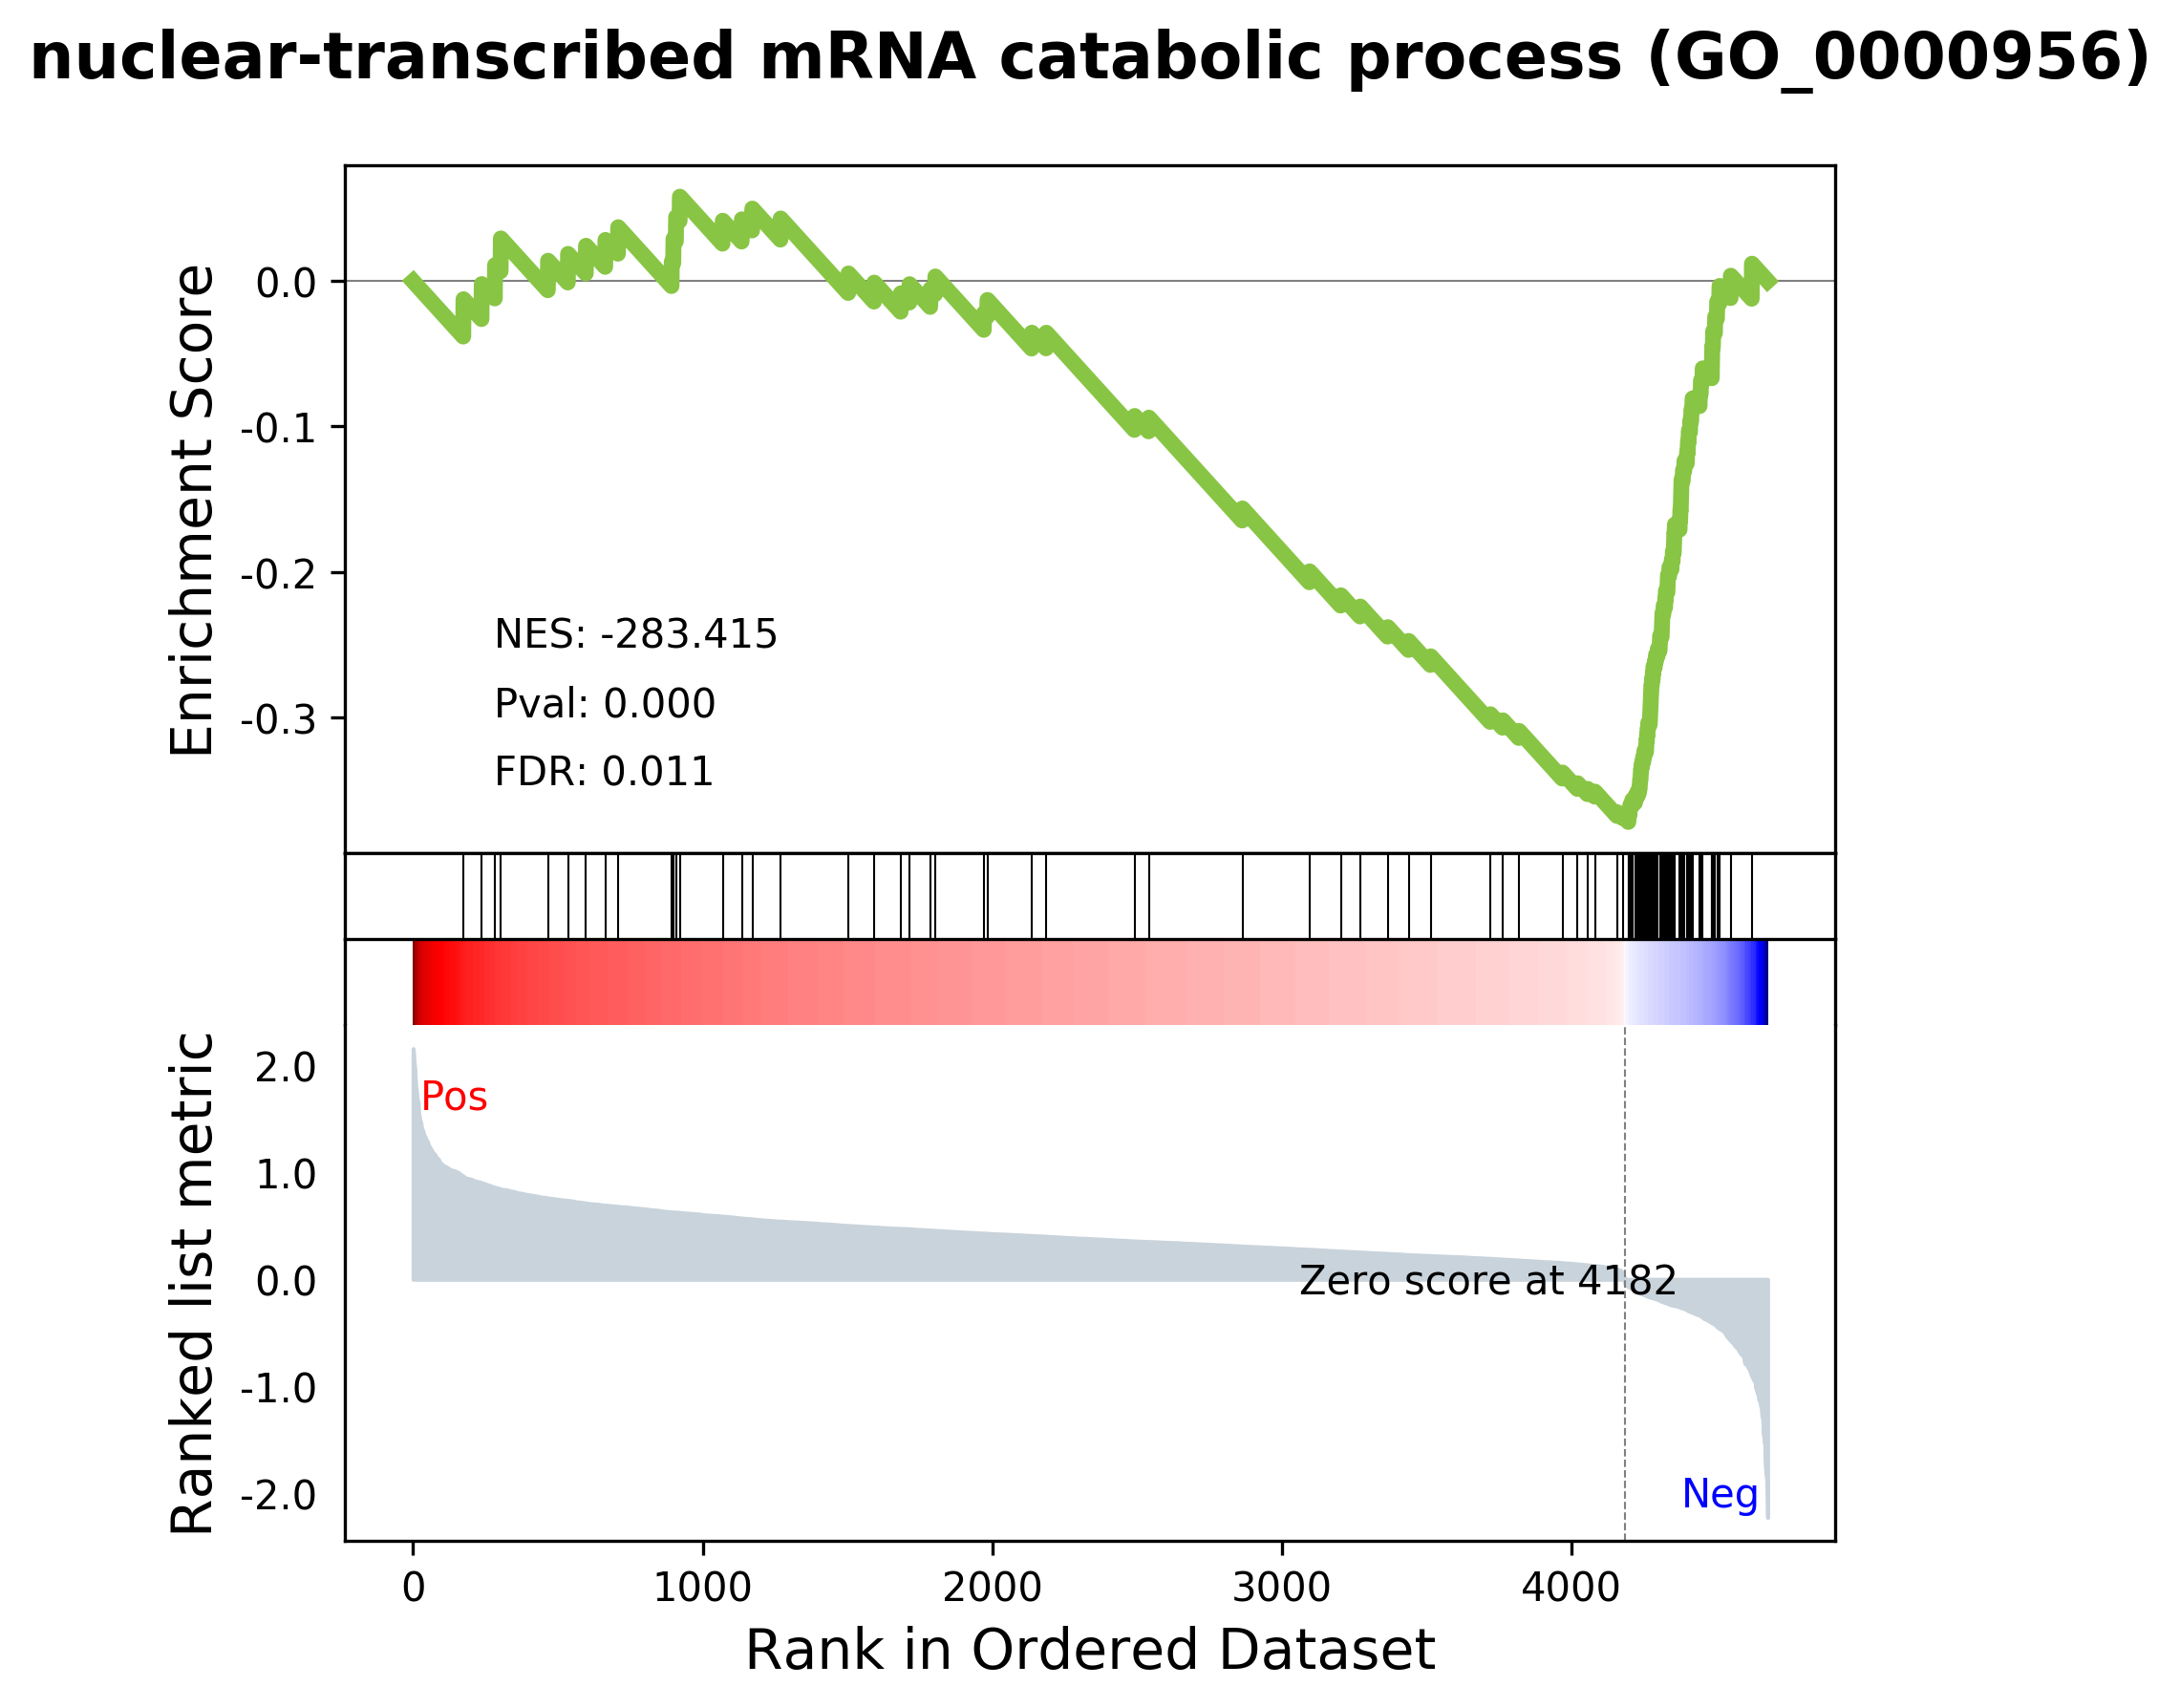 nuclear-transcribed mRNA catabolic process (GO_0000956)
Enrichment Score
0.0
-0.1
-0.2
-0.3
NES: -283.415
Pval: 0.000
FDR: 0.011
Ranked list metric
2.0
1.0
0.0
-1.0
-2.0
Pos
Zero score at 4182
Neg
0 1000 2000 3000 4000
Rank in Ordered Dataset